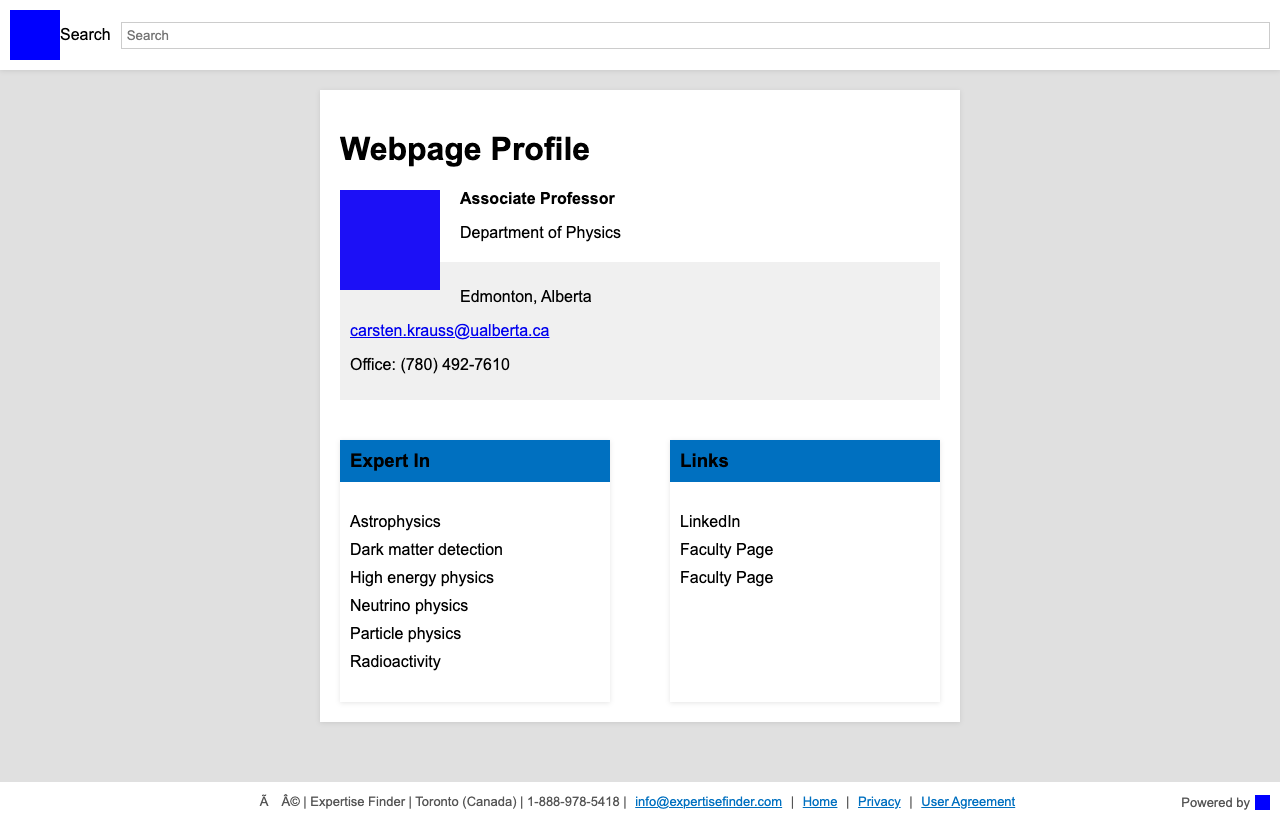 Search Search
Webpage Profile
Associate Professor
Department of Physics
Edmonton, Alberta
carsten.krauss@ualberta.ca
Office: (780) 492-7610
Expert In
Astrophysics
Dark matter detection
High energy physics
Neutrino physics
Particle physics
Radioactivity
Links
LinkedIn
Faculty Page
Faculty Page
Ã Â© | Expertise Finder | Toronto (Canada) | 1-888-978-5418 | info@expertisefinder.com | Home | Privacy | User Agreement
Powered by